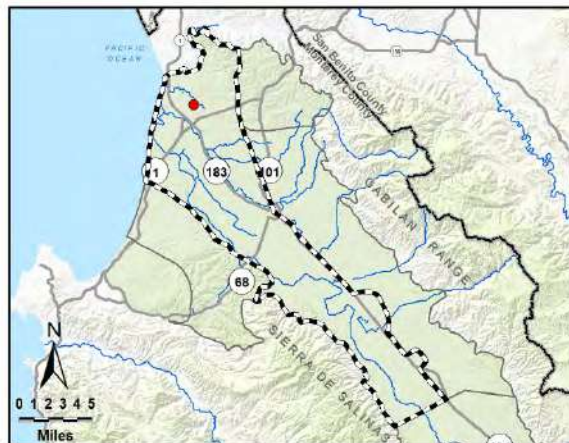 PACIFIC
OCEAN
1
San Benito County
Monterey County
1
183
101
GABILAN RANGE
68
SIERRA DE SALINAS
N
0 1 2 3 4 5
Miles